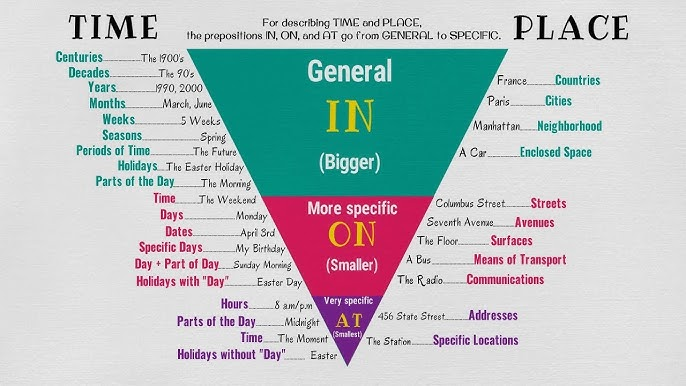 TIME
For describing TIME and PLACE,
the prepositions IN, ON, and AT go from GENERAL to SPECIFIC.
PLACE
Centuries The 1900's
Decades The 90's
Years 1990, 2000
Months March, June
Weeks 5 Weeks
Seasons Spring
Periods of Time The Future
Holidays The Easter Holiday
Parts of the Day The Morning
Time The Weekend
Days Monday
Dates April 3rd
Specific Days My Birthday
Day + Part of Day Sunday Morning
Holidays with "Day" Easter Day
Hours 8 am/p.m
Parts of the Day Midnight
Time The Moment
Holidays without "Day" Easter
General
IN
(Bigger)
More specific
ON
(Smaller)
Very specific
AT
(Smallest)
France Countries
Paris Cities
Manhattan Neighborhood
A Car Enclosed Space
Columbus Street Streets
Seventh Avenue Avenues
The Floor Surfaces
A Bus Means of Transport
The Radio Communications
456 State Street Addresses
The Station Specific Locations